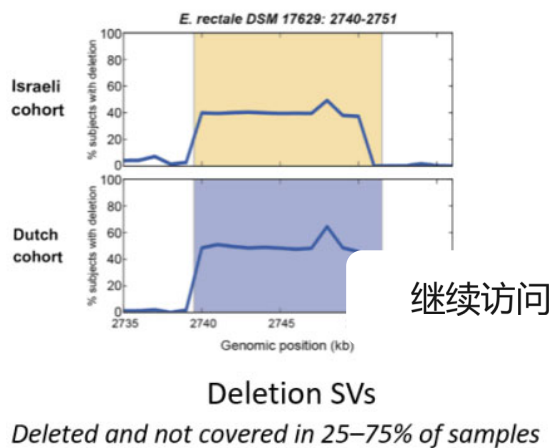 E. rectale DSM 17629: 2740-2751
Israeli
cohort
% subjects with deletion
100
80
60
40
20
0
Dutch
cohort
% subjects with deletion
100
80
60
40
20
0
2735
2740
2745
Genomic position (kb)
继续访问
Deletion SVs
Deleted and not covered in 25–75% of samples